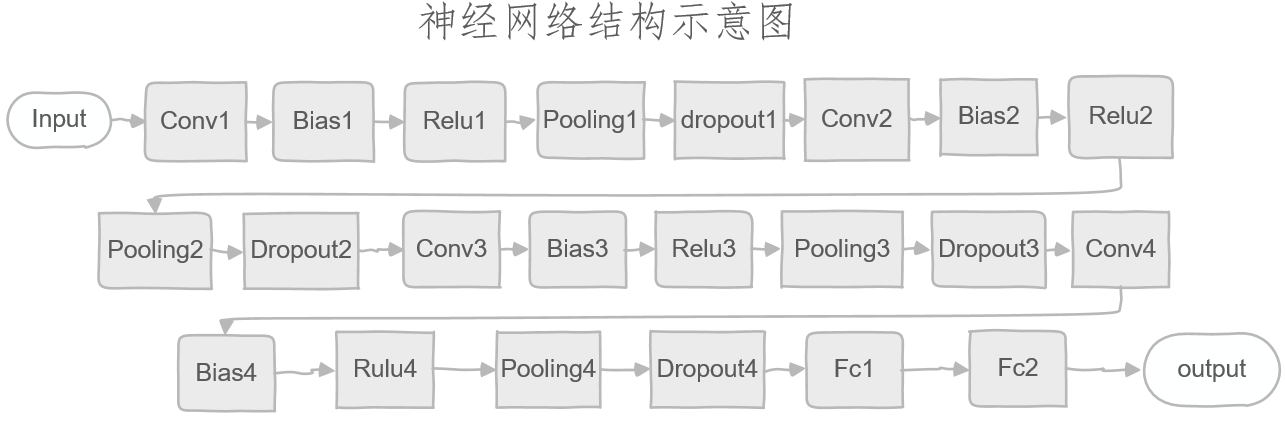 神经网络结构示意图
Input Conv1 Bias1 Relu1 Pooling1 dropout1 Conv2 Bias2 Relu2
Pooling2 Dropout2 Conv3 Bias3 Relu3 Pooling3 Dropout3 Conv4
Bias4 Rulu4 Pooling4 Dropout4 Fc1 Fc2 output